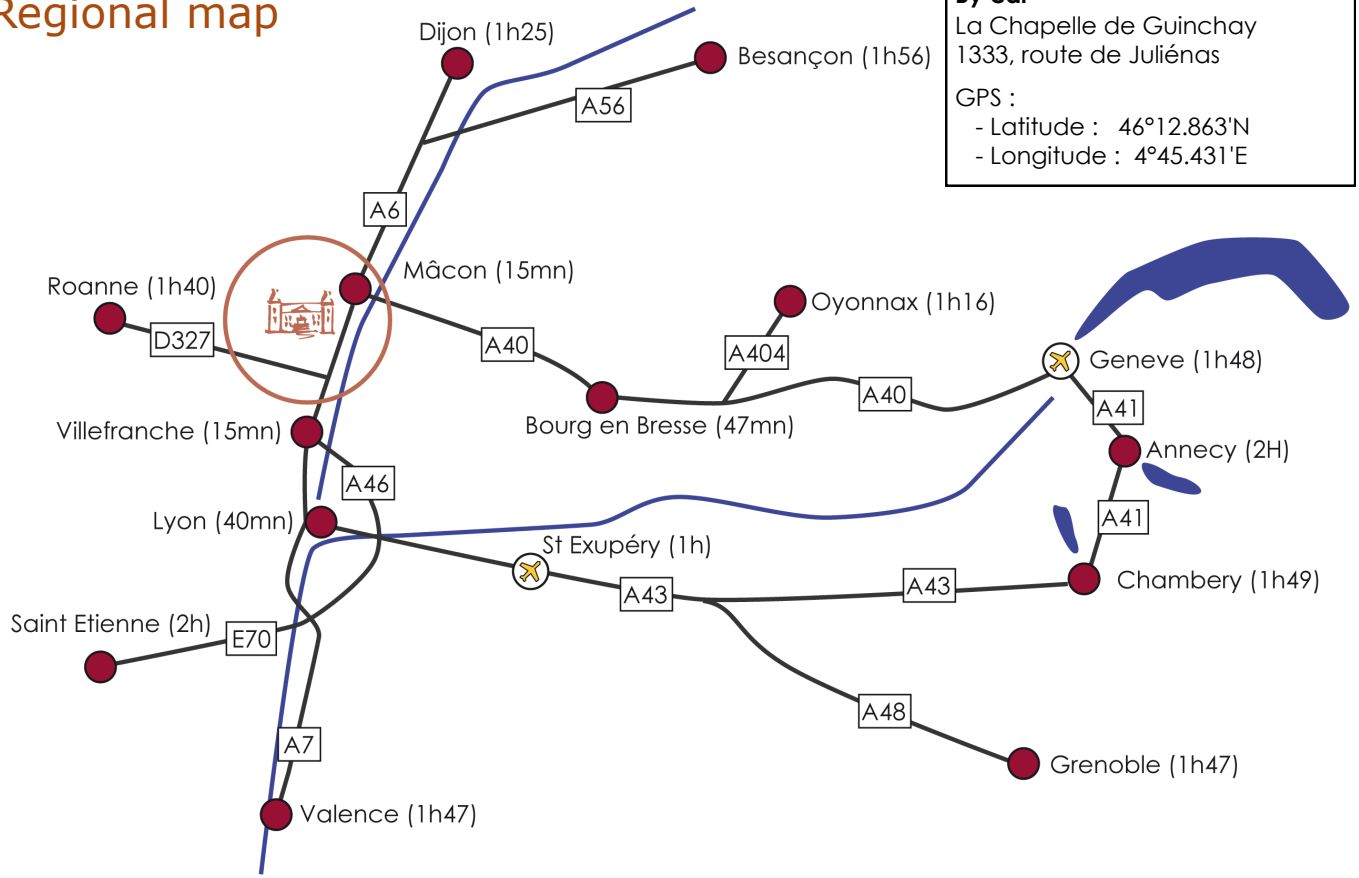 Regional map
By Car
La Chapelle de Guinchay
1333, route de Juliénas
GPS :
- Latitude : 46°12.863'N
- Longitude : 4°45.431'E
Dijon (1h25)
Besançon (1h56)
A56
A6
Mâcon (15mn)
Roanne (1h40)
D327
A40
Oyonnax (1h16)
A404
Geneve (1h48)
A40
A41
Bourg en Bresse (47mn)
Villefranche (15mn)
Annecy (2H)
A46
Lyon (40mn)
A41
St Exupéry (1h)
A43
A43
Chambery (1h49)
Saint Etienne (2h)
E70
A48
A7
Grenoble (1h47)
Valence (1h47)